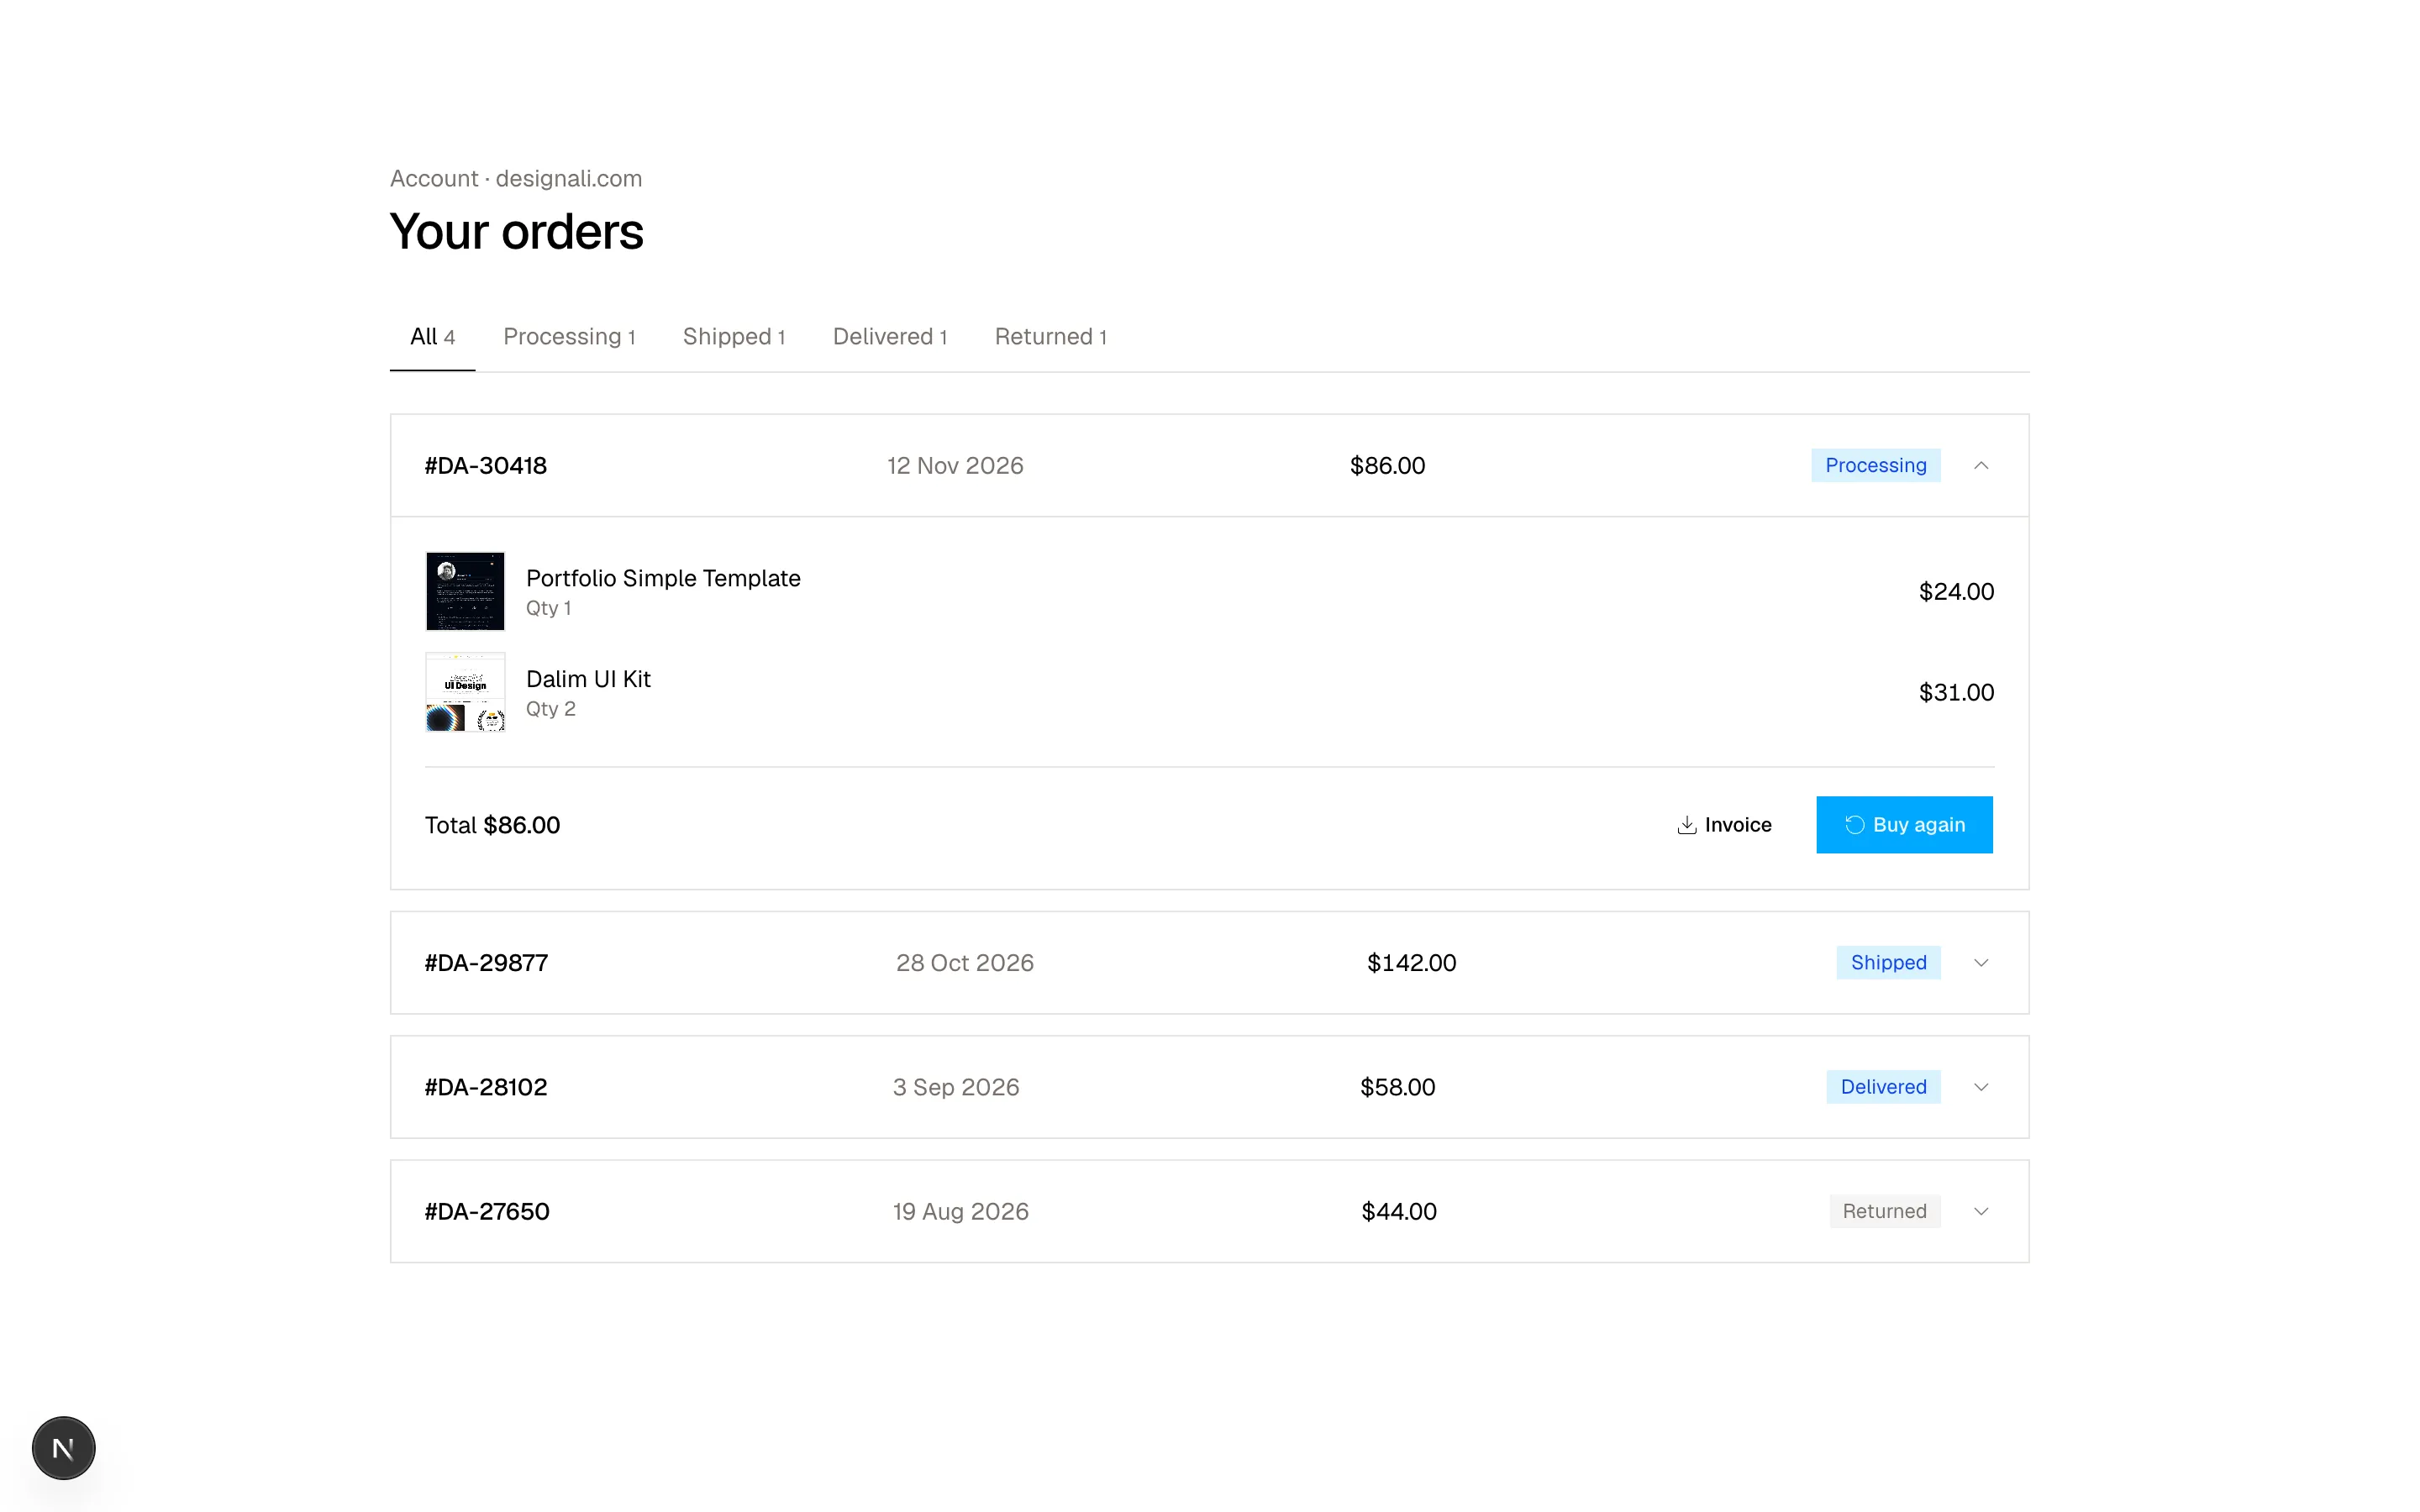 Account · designali.com
Your orders
All 4 Processing 1 Shipped 1 Delivered 1 Returned 1
#DA-30418 12 Nov 2026 $86.00 Processing
Portfolio Simple Template
Qty 1
$24.00
UI Design
Dalim UI Kit
Qty 2
$31.00
Total $86.00 Invoice Buy again
#DA-29877 28 Oct 2026 $142.00 Shipped
#DA-28102 3 Sep 2026 $58.00 Delivered
#DA-27650 19 Aug 2026 $44.00 Returned
N